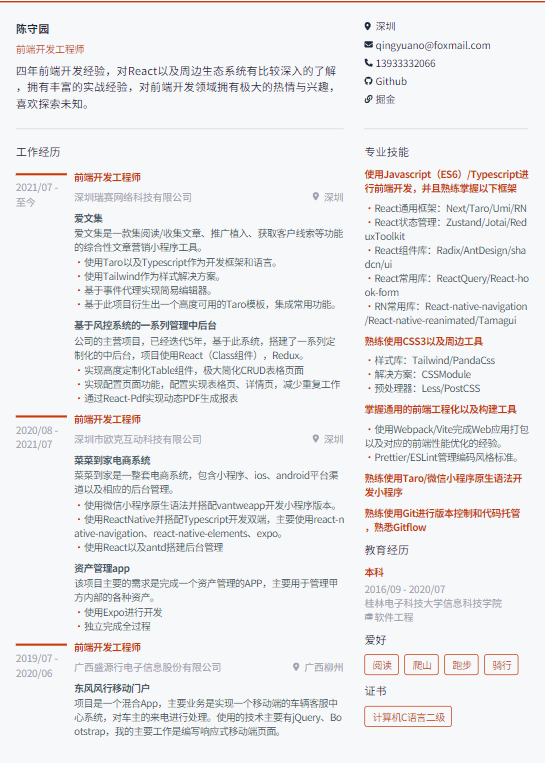 陈守园
前端开发工程师
四年前端开发经验，对React以及周边生态系统有比较深入的了解
，拥有丰富的实战经验，对前端开发领域拥有极大的热情与兴趣，
喜欢探索未知。
深圳
qingyuano@foxmail.com
13933332066
Github
掘金
工作经历
2021/07 -
至今
前端开发工程师
深圳瑞赛网络科技有限公司
深圳
爱文集
爱文集是一款集阅读/收集文章、推广植入、获取客户线索等功能
的综合性文章营销小程序工具。
· 使用Taro以及Typescript作为开发框架和语言。
· 使用Tailwind作为样式解决方案。
· 基于事件代理实现简易编辑器。
· 基于此项目衍生出一个高度可用的Taro模板，集成常用功能。
基于风控系统的一系列管理中后台
公司的主营项目，已经迭代5年，基于此系统，搭建了一系列定
制化的中后台，项目使用React（Class组件），Redux。
· 实现高度定制化Table组件，极大简化CRUD表格页面
· 实现配置页面功能，配置实现表格页、详情页，减少重复工作
· 通过React-Pdf实现动态PDF生成报表
2020/08 -
2021/07
前端开发工程师
深圳市欧克互动科技有限公司
深圳
菜菜到家电商系统
菜菜到家是一整套电商系统，包含小程序、ios、android平台渠
道以及相应的后台管理。
· 使用微信小程序原生语法并搭配vantweapp开发小程序版本。
· 使用ReactNative并搭配Typescript开发双端，主要使用react-n
ative-navigation、react-native-elements、expo。
· 使用React以及antd搭建后台管理
资产管理app
该项目主要的需求是完成一个资产管理的APP，主要用于管理甲
方内部的各种资产。
· 使用Expo进行开发
· 独立完成全过程
2019/07 -
2020/06
前端开发工程师
广西盛源行电子信息股份有限公司
广西柳州
东风风行移动门户
项目是一个混合App，主要业务是实现一个移动端的车辆客服中
心系统，对车主的来电进行处理。使用的技术主要有jQuery、Bo
otstrap，我的主要工作是编写响应式移动端页面。
专业技能
使用Javascript（ES6）/Typescript进
行前端开发，并且熟练掌握以下框架
· React通用框架：Next/Taro/Umi/RN
· React状态管理：Zustand/Jotai/Red
uxToolkit
· React组件库：Radix/AntDesign/sha
dcn/ui
· React常用库：ReactQuery/React-ho
ok-form
· RN常用库：React-native-navigation
/React-native-reanimated/Tamagui
熟练使用CSS3以及周边工具
· 样式库：Tailwind/PandaCss
· 解决方案：CSSModule
· 预处理器：Less/PostCSS
掌握通用的前端工程化以及构建工具
· 使用Webpack/Vite完成Web应用打包
以及对应的前端性能优化的经验。
· Prettier/ESLint管理编码风格标准。
熟练使用Taro/微信小程序原生语法开
发小程序
熟练使用Git进行版本控制和代码托管
，熟悉Gitflow
教育经历
本科
2016/09 - 2020/07
桂林电子科技大学信息科技学院
软件工程
爱好
阅读 爬山 跑步 骑行
证书
计算机C语言二级